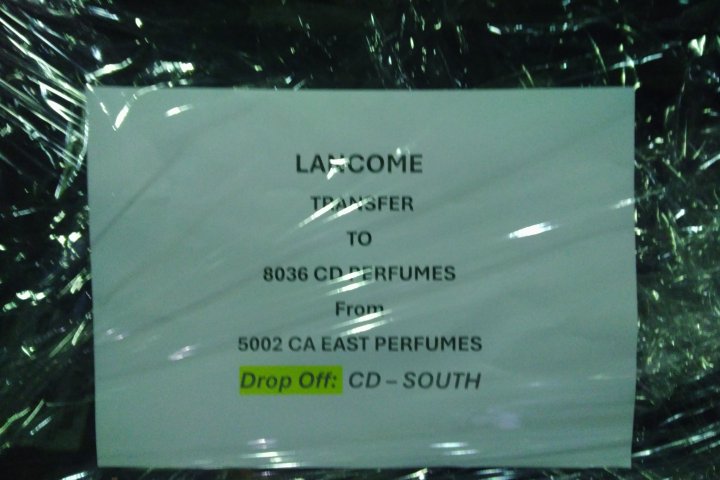 LANCOME
TRANSFER
TO
8036 CD PERFUMES
From
5002 CA EAST PERFUMES
Drop Off: CD – SOUTH